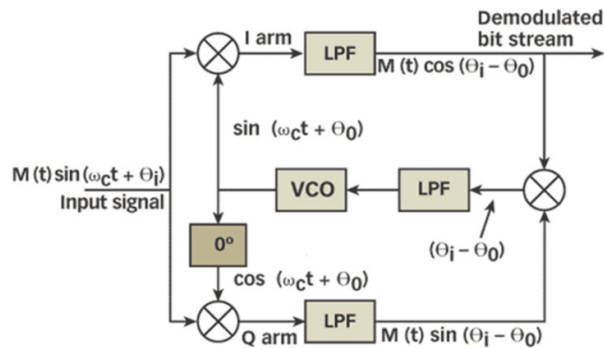 Demodulated
bit stream
I arm
LPF
M (t) cos (Θi – Θ0)
sin (ωct + Θ0)
M (t) sin (ωct + Θi)
Input signal
VCO
LPF
(Θi – Θ0)
0°
cos (ωct + Θ0)
Q arm
LPF
M (t) sin (Θi – Θ0)